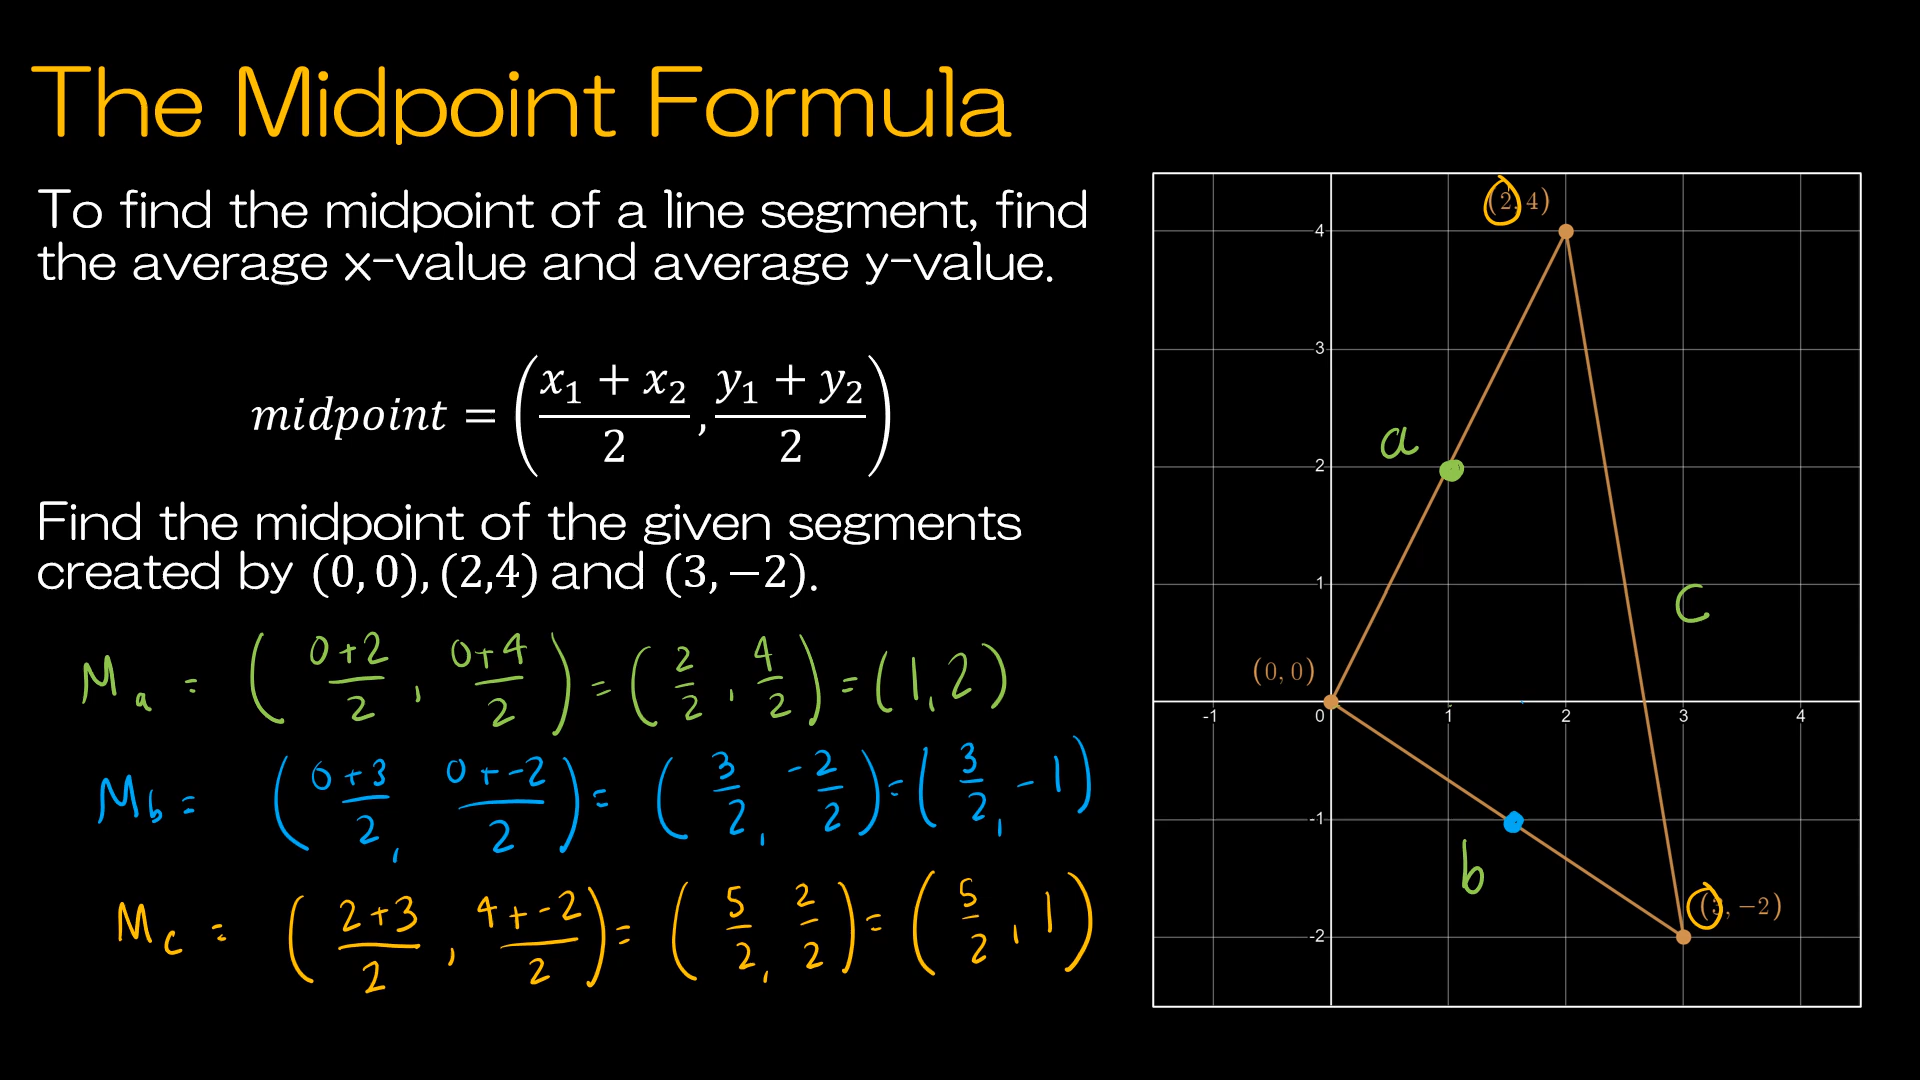 The Midpoint Formula
To find the midpoint of a line segment, find
the average x-value and average y-value.
midpoint = ((x₁ + x₂)/2, (y₁ + y₂)/2)
Find the midpoint of the given segments
created by (0, 0), (2,4) and (3, −2).
Mₐ = ((0+2)/2, (0+4)/2) = (2/2, 4/2) = (1, 2)
M_b = ((0+3)/2, (0+-2)/2) = (3/2, -2/2) = (3/2, -1)
M_c = ((2+3)/2, (4+-2)/2) = (5/2, 2/2) = (5/2, 1)
(2, 4)
4
3
a
2
1
c
(0, 0)
-1 0 1 2 3 4
-1
b
(3, −2)
-2